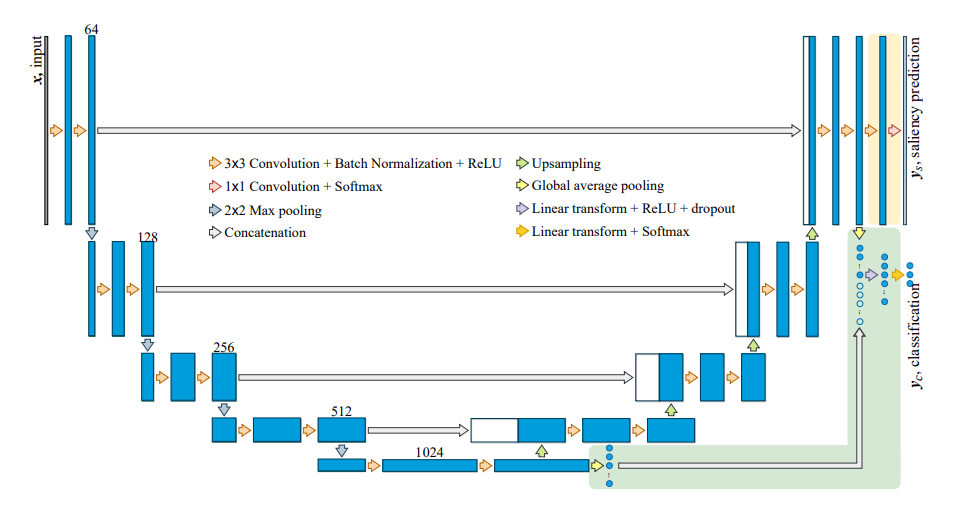 64
x, input
3x3 Convolution + Batch Normalization + ReLU
1x1 Convolution + Softmax
2x2 Max pooling
Concatenation
Upsampling
Global average pooling
Linear transform + ReLU + dropout
Linear transform + Softmax
yS, saliency prediction
128
256
512
1024
yC, classification